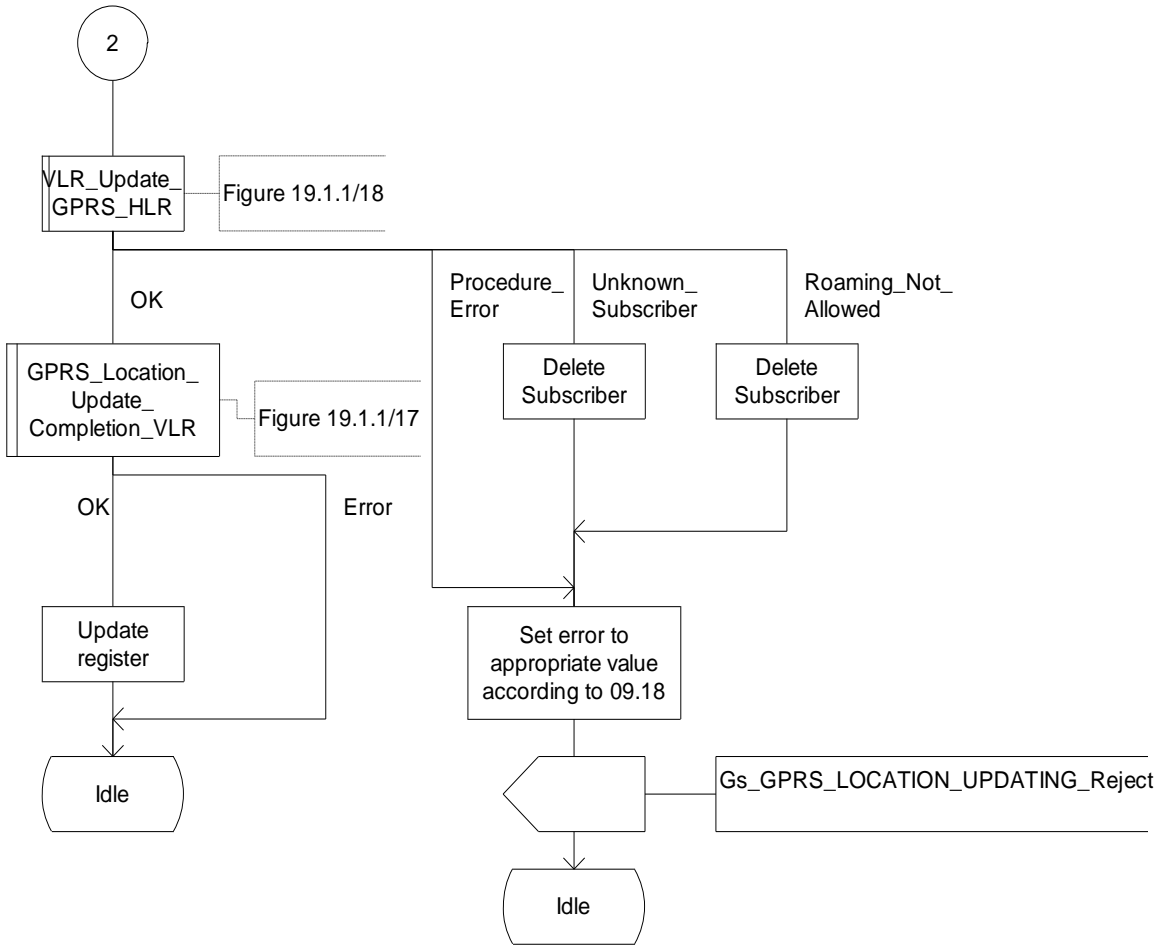 2
VLR_Update_
GPRS_HLR
Figure 19.1.1/18
OK
Procedure_
Error
Unknown_
Subscriber
Roaming_Not_
Allowed
GPRS_Location_
Update_
Completion_VLR
Figure 19.1.1/17
Delete
Subscriber
Delete
Subscriber
OK
Error
Update
register
Set error to
appropriate value
according to 09.18
Idle
Gs_GPRS_LOCATION_UPDATING_Reject
Idle